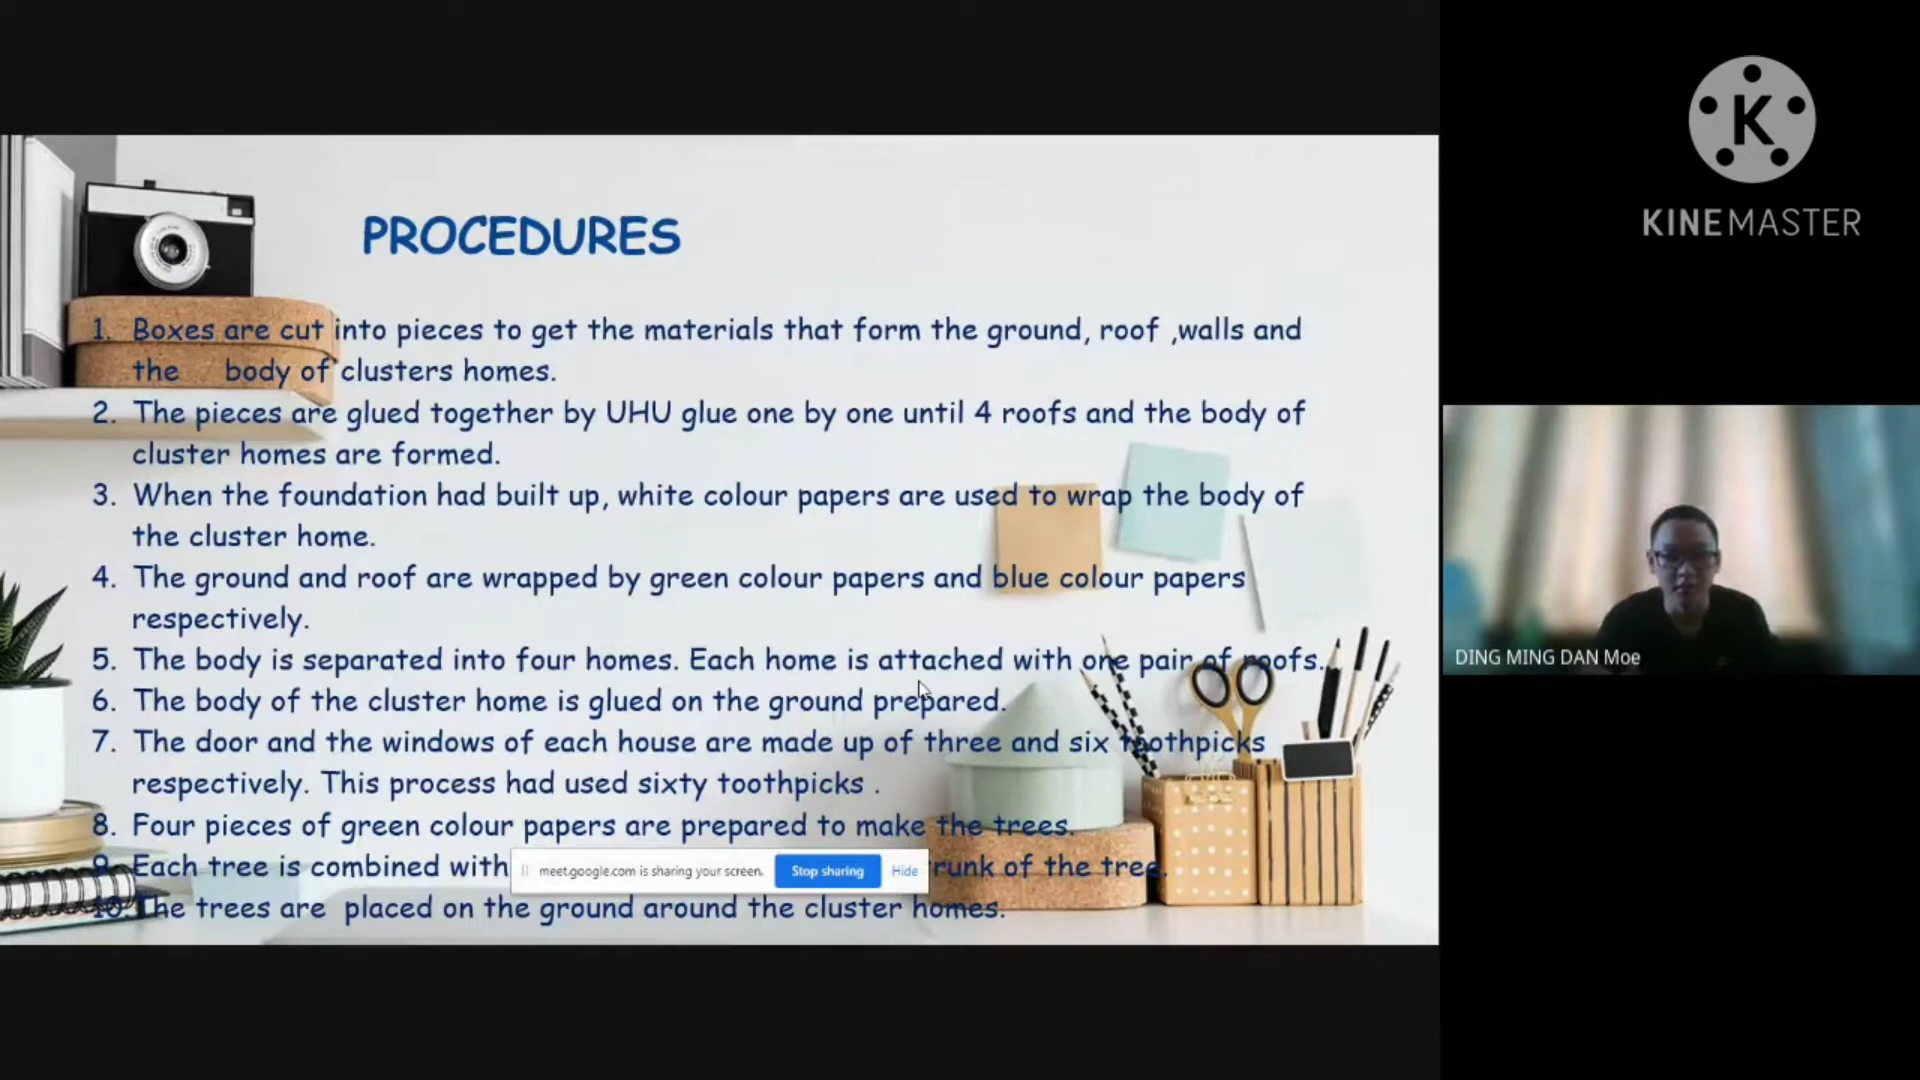 PROCEDURES
1. Boxes are cut into pieces to get the materials that form the ground, roof ,walls and
the body of clusters homes.
2. The pieces are glued together by UHU glue one by one until 4 roofs and the body of
cluster homes are formed.
3. When the foundation had built up, white colour papers are used to wrap the body of
the cluster home.
4. The ground and roof are wrapped by green colour papers and blue colour papers
respectively.
5. The body is separated into four homes. Each home is attached with one pair of roofs.
6. The body of the cluster home is glued on the ground prepared.
7. The door and the windows of each house are made up of three and six toothpicks
respectively. This process had used sixty toothpicks .
8. Four pieces of green colour papers are prepared to make the trees.
9. Each tree is combined with of the tree.
meet.google.com is sharing your screen. Stop sharing Hide
10. The trees are placed on the ground around the cluster homes.
K
KINEMASTER
DING MING DAN Moe